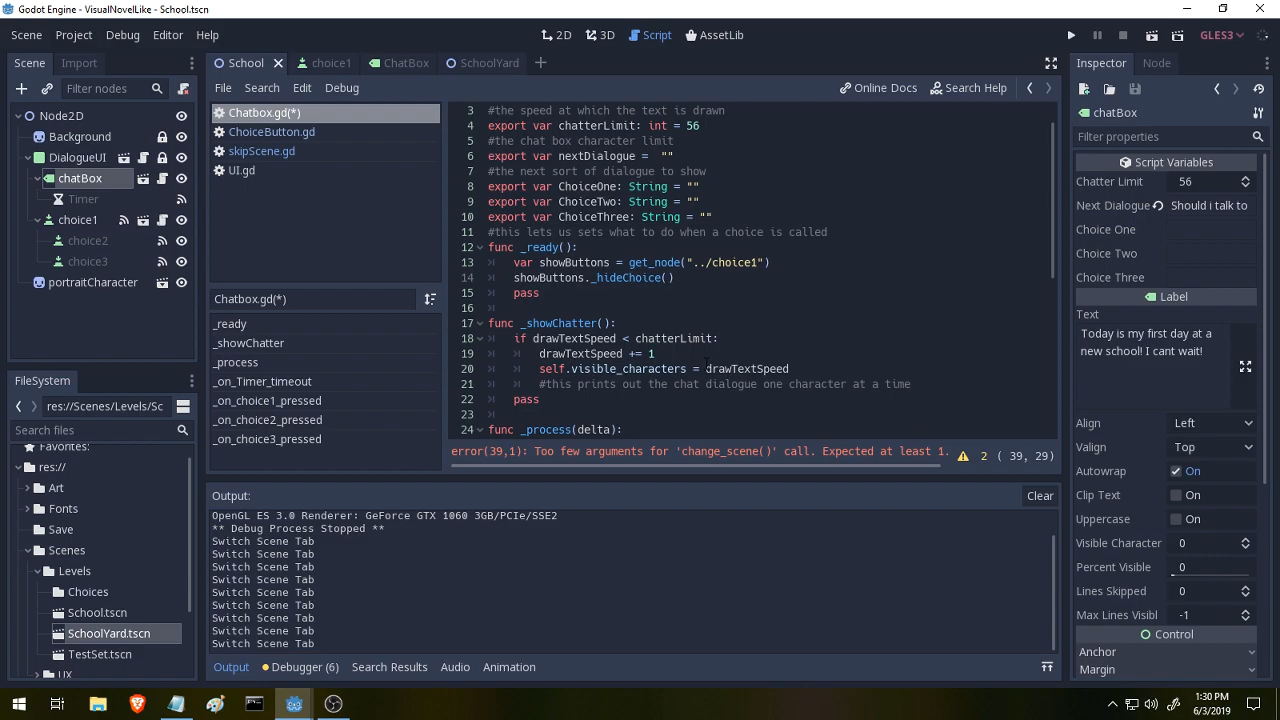 Godot Engine - VisualNovelLike - School.tscn
Scene Project Debug Editor Help
2D 3D Script AssetLib
GLES3
Scene Import
Filter nodes
Node2D
Background
DialogueUI
chatBox
Timer
choice1
choice2
choice3
portraitCharacter
FileSystem
res://Scenes/Levels/Sc
Search files
Favorites:
res://
Art
Fonts
Save
Scenes
Levels
Choices
School.tscn
SchoolYard.tscn
TestSet.tscn
UX
School choice1 ChatBox SchoolYard
File Search Edit Debug
Online Docs Search Help
Chatbox.gd(*)
ChoiceButton.gd
skipScene.gd
UI.gd
Chatbox.gd(*)
_ready
_showChatter
_process
_on_Timer_timeout
_on_choice1_pressed
_on_choice2_pressed
_on_choice3_pressed
3 #the speed at which the text is drawn
4 export var chatterLimit: int = 56
5 #the chat box character limit
6 export var nextDialogue =  ""
7 #the next sort of dialogue to show
8 export var ChoiceOne: String = ""
9 export var ChoiceTwo: String = ""
10 export var ChoiceThree: String = ""
11 #this lets us sets what to do when a choice is called
12 func _ready():
13 var showButtons = get_node("../choice1")
14 showButtons._hideChoice()
15 pass
16
17 func _showChatter():
18 if drawTextSpeed < chatterLimit:
19 drawTextSpeed += 1
20 self.visible_characters = drawTextSpeed
21 #this prints out the chat dialogue one character at a time
22 pass
23
24 func _process(delta):
error(39,1): Too few arguments for 'change_scene()' call. Expected at least 1.
2 ( 39, 29)
Output:
Clear
OpenGL ES 3.0 Renderer: GeForce GTX 1060 3GB/PCIe/SSE2
** Debug Process Stopped **
Switch Scene Tab
Switch Scene Tab
Switch Scene Tab
Switch Scene Tab
Switch Scene Tab
Switch Scene Tab
Switch Scene Tab
Switch Scene Tab
Switch Scene Tab
Output Debugger (6) Search Results Audio Animation
Inspector Node
chatBox
Filter properties
Script Variables
Chatter Limit 56
Next Dialogue Should i talk to
Choice One
Choice Two
Choice Three
Label
Text
Today is my first day at a
new school! I cant wait!
Align Left
Valign Top
Autowrap On
Clip Text On
Uppercase On
Visible Character 0
Percent Visible 0
Lines Skipped 0
Max Lines Visibl -1
Control
Anchor
Margin
1:30 PM
6/3/2019